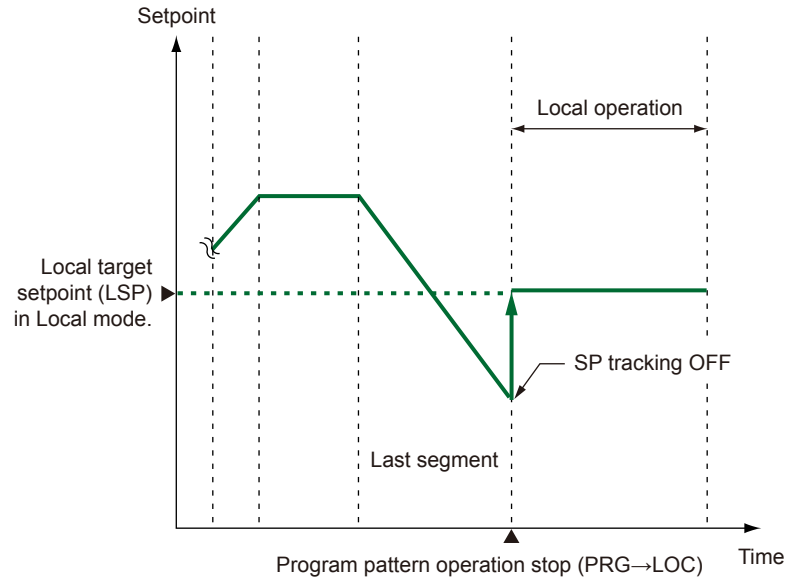 Setpoint
Local operation
Local target
setpoint (LSP)
in Local mode.
SP tracking OFF
Last segment
Time
Program pattern operation stop (PRG→LOC)